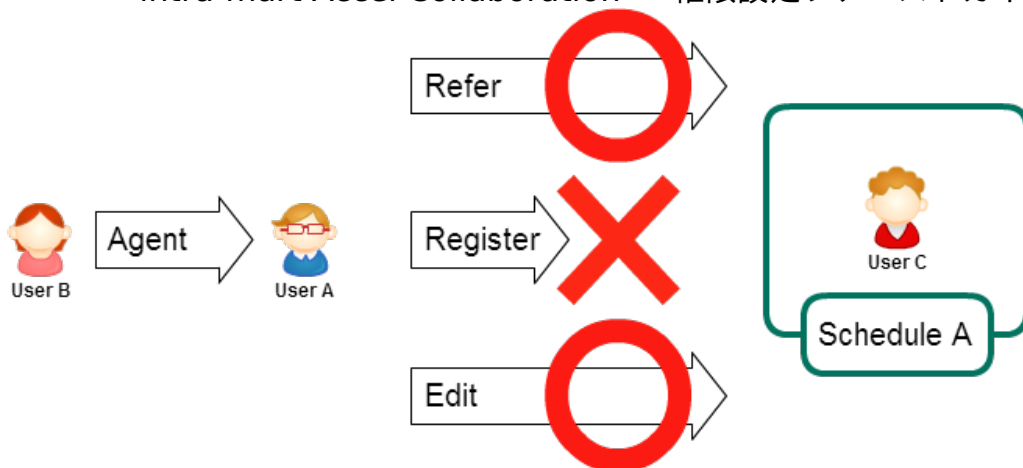 Refer
Register
Edit
Agent
User B
User A
User C
Schedule A